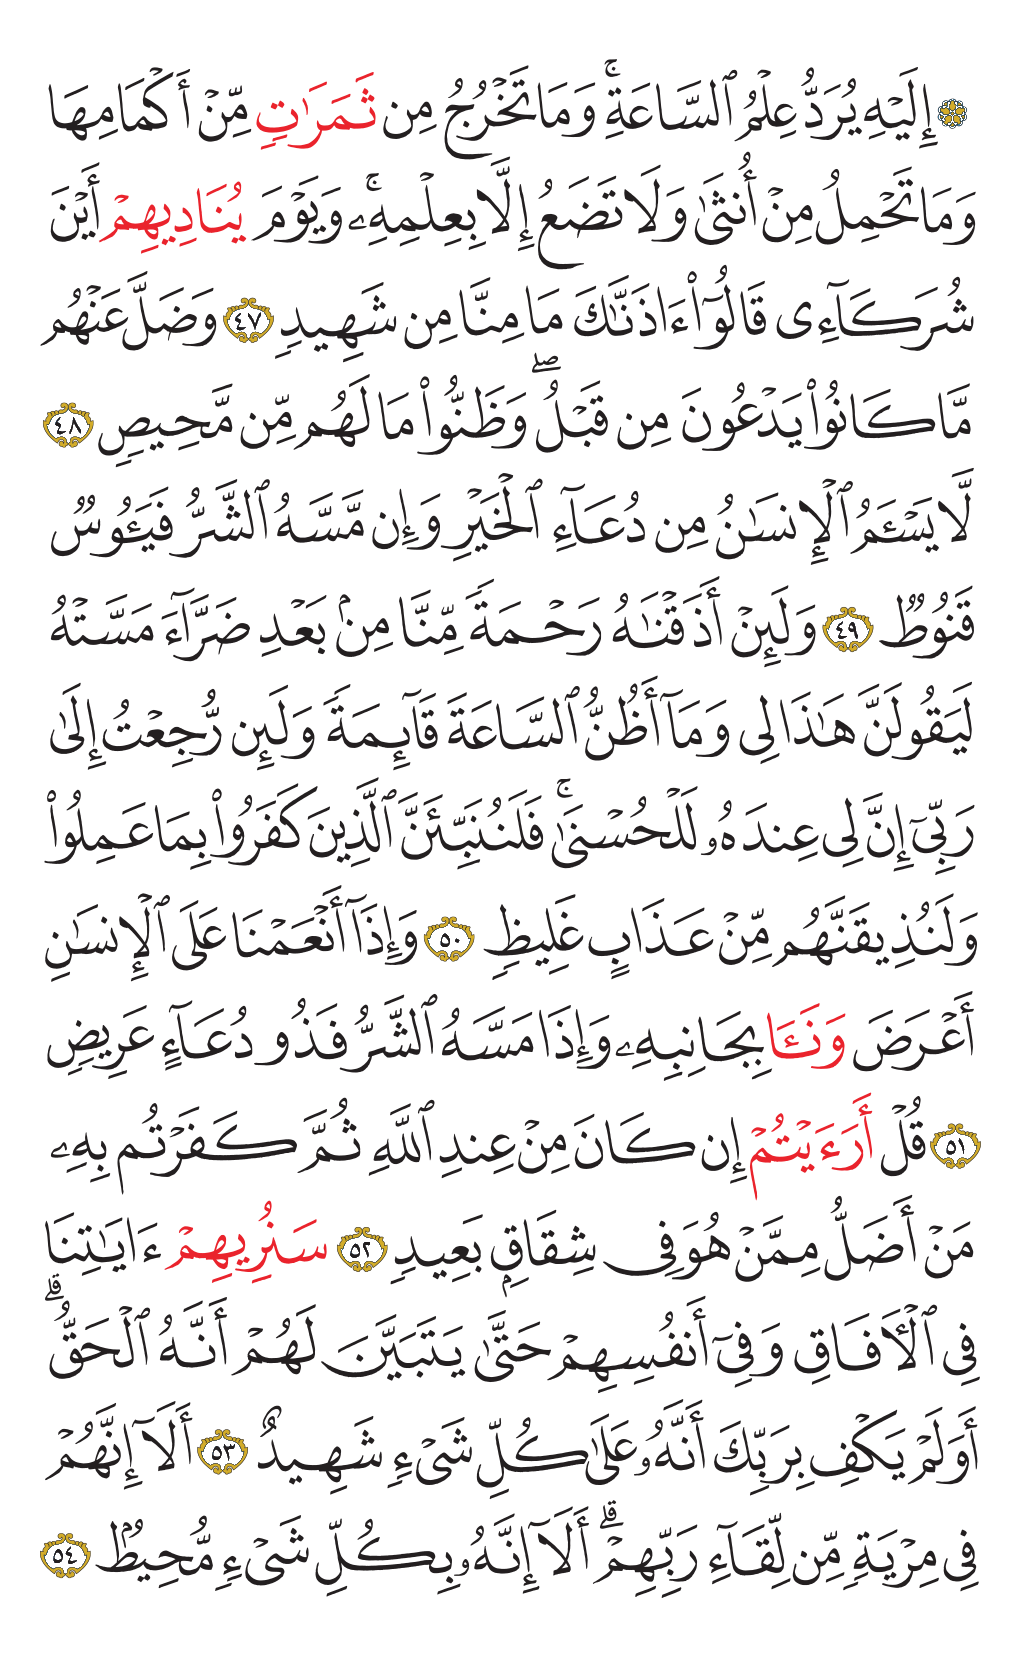 ۞ إِلَيْهِ يُرَدُّ عِلْمُ ٱلسَّاعَةِۚ وَمَا تَخْرُجُ مِن ثَمَرَٰتٖ مِّنْ أَكْمَامِهَا
وَمَا تَحْمِلُ مِنْ أُنثَىٰ وَلَا تَضَعُ إِلَّا بِعِلْمِهِۦۚ وَيَوْمَ يُنَادِيهِمْ أَيْنَ
شُرَكَآءِى قَالُوٓا۟ ءَاذَنَّٰكَ مَا مِنَّا مِن شَهِيدٖ ٤٧ وَضَلَّ عَنْهُم
مَّا كَانُوا۟ يَدْعُونَ مِن قَبْلُۖ وَظَنُّوا۟ مَا لَهُم مِّن مَّحِيصٖ ٤٨
لَّا يَسْـَٔمُ ٱلْإِنسَٰنُ مِن دُعَآءِ ٱلْخَيْرِ وَإِن مَّسَّهُ ٱلشَّرُّ فَيَـُٔوسٞ
قَنُوطٞ ٤٩ وَلَئِنْ أَذَقْنَٰهُ رَحْمَةٗ مِّنَّا مِنۢ بَعْدِ ضَرَّآءَ مَسَّتْهُ
لَيَقُولَنَّ هَٰذَا لِى وَمَآ أَظُنُّ ٱلسَّاعَةَ قَآئِمَةٗ وَلَئِن رُّجِعْتُ إِلَىٰ
رَبِّىٓ إِنَّ لِى عِندَهُۥ لَلْحُسْنَىٰۚ فَلَنُنَبِّئَنَّ ٱلَّذِينَ كَفَرُوا۟ بِمَا عَمِلُوا۟
وَلَنُذِيقَنَّهُم مِّنْ عَذَابٍ غَلِيظٖ ٥٠ وَإِذَآ أَنْعَمْنَا عَلَى ٱلْإِنسَٰنِ
أَعْرَضَ وَنَـَٔا بِجَانِبِهِۦ وَإِذَا مَسَّهُ ٱلشَّرُّ فَذُو دُعَآءٍ عَرِيضٖ
٥١ قُلْ أَرَءَيْتُمْ إِن كَانَ مِنْ عِندِ ٱللَّهِ ثُمَّ كَفَرْتُم بِهِۦ
مَنْ أَضَلُّ مِمَّنْ هُوَ فِى شِقَاقِۭ بَعِيدٖ ٥٢ سَنُرِيهِمْ ءَايَٰتِنَا
فِى ٱلْـَٔافَاقِ وَفِىٓ أَنفُسِهِمْ حَتَّىٰ يَتَبَيَّنَ لَهُمْ أَنَّهُ ٱلْحَقُّۗ
أَوَلَمْ يَكْفِ بِرَبِّكَ أَنَّهُۥ عَلَىٰ كُلِّ شَىْءٖ شَهِيدٌ ٥٣ أَلَآ إِنَّهُمْ
فِى مِرْيَةٖ مِّن لِّقَآءِ رَبِّهِمْۗ أَلَآ إِنَّهُۥ بِكُلِّ شَىْءٖ مُّحِيطُۢ ٥٤